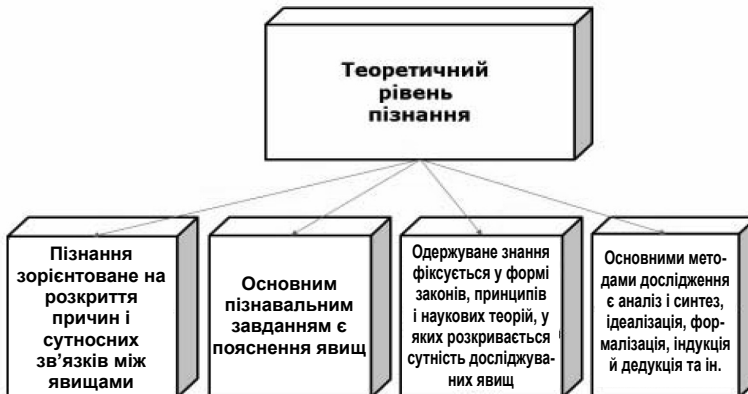 Теоретичний
рівень
пізнання
Пізнання
зорієнтоване на
розкриття
причин і
сутносних
зв’язків між
явищами
Основним
пізнавальним
завданням є
пояснення явищ
Одержуване знання
фіксується у формі
законів, принципів
і наукових теорій, у
яких розкривається
сутність досліджува-
них явищ
Основними мето-
дами дослідження
є аналіз і синтез,
ідеалізація, фор-
малізація, індукція
й дедукція та ін.